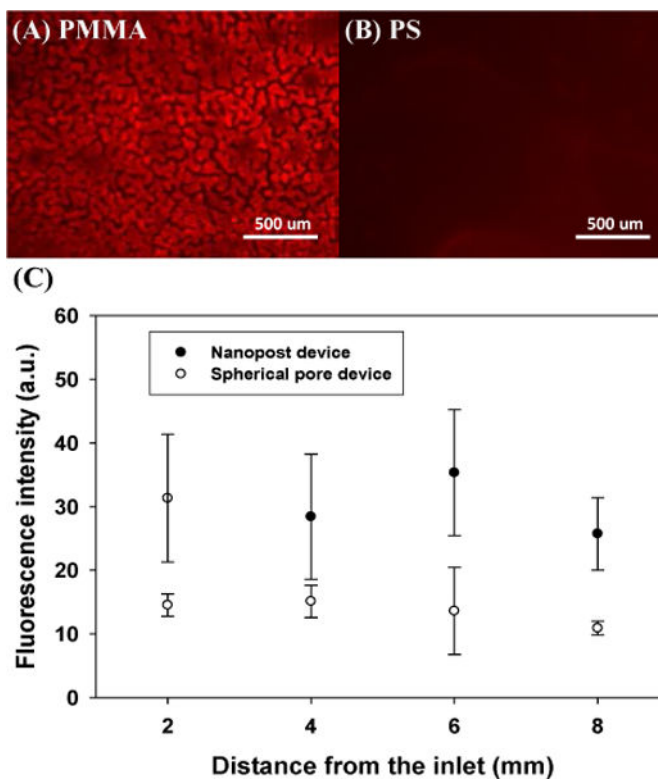 (A) PMMA
(B) PS
500 um
500 um
(C)
60
50
40
30
20
10
0
Fluorescence intensity (a.u.)
Nanopost device
Spherical pore device
2 4 6 8
Distance from the inlet (mm)